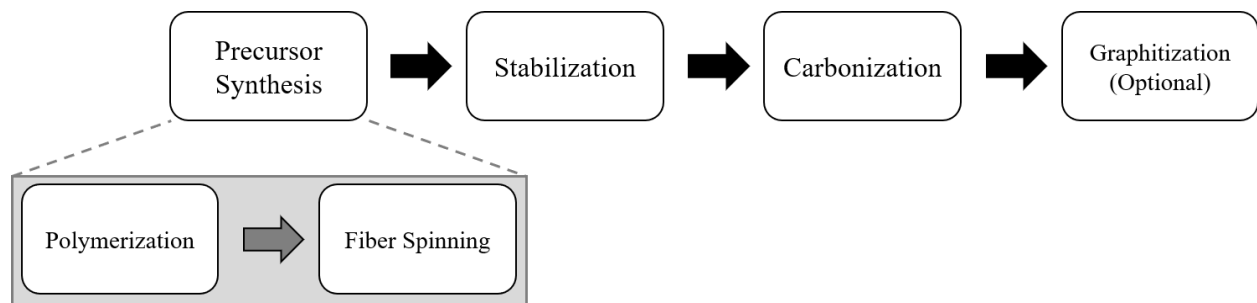 Precursor
Synthesis
Stabilization
Carbonization
Graphitization
(Optional)
Polymerization
Fiber Spinning